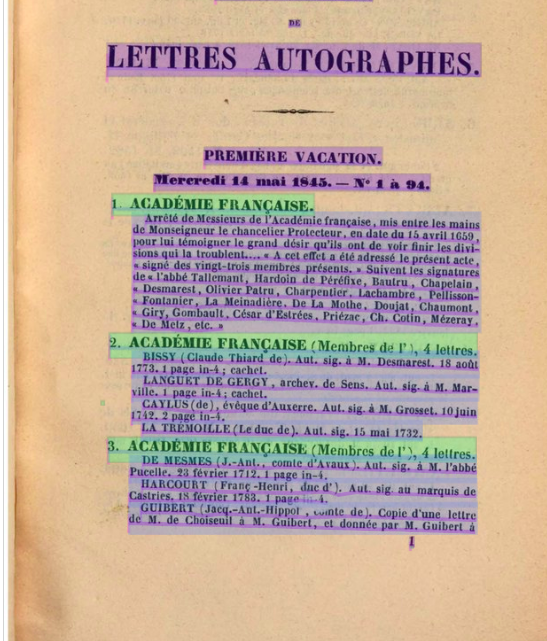 DE
LETTRES AUTOGRAPHES.
PREMIÈRE VACATION.
Mercredi 14 mai 1845. — Nº 1 à 94.
1. ACADÉMIE FRANÇAISE.
Arrêté de Messieurs de l'Académie française, mis entre les mains
de Monseigneur le chancelier Protecteur, en date du 15 avril 1659,
pour lui témoigner le grand désir qu'ils ont de voir finir les divi-
sions qui la troublent.... « A cet effet a été adressé le présent acte,
« signé des vingt-trois membres présents. » Suivent les signatures
de « l'abbé Tallemant, Hardoin de Péréfixe, Bautru, Chapelain,
« Desmarest, Olivier Patru, Charpentier, Lachambre, Pellisson-
« Fontanier, La Meinadière, De La Mothe, Doujat, Chaumont,
« Giry, Gombault, César d'Estrées, Priézac, Ch. Cotin, Mézeray,
« De Metz, etc. »
2. ACADÉMIE FRANÇAISE (Membres de l'), 4 lettres.
BISSY (Claude Thiard de). Aut. sig. à M. Desmarest. 18 août
1773. 1 page in-4; cachet.
LANGUET DE GERGY, archev. de Sens. Aut. sig. à M. Mar-
ville. 1 page in-4; cachet.
CAYLUS (de), évêque d'Auxerre. Aut. sig. à M. Grosset. 10 juin
1742. 2 page in-4.
LA TRÉMOILLE (Le duc de). Aut. sig. 15 mai 1732.
3. ACADÉMIE FRANÇAISE (Membres de l'), 4 lettres.
DE MESMES (J.-Ant., comte d'Avaux). Aut. sig. à M. l'abbé
Pucelle. 23 février 1712. 1 page in-4.
HARCOURT (Franç-Henri, duc d'). Aut. sig. au marquis de
Castries. 18 février 1783. 1 page in-4.
GUIBERT (Jacq.-Ant.-Hippol, comte de). Copie d'une lettre
de M. de Choiseuil à M. Guibert, et donnée par M. Guibert à
1